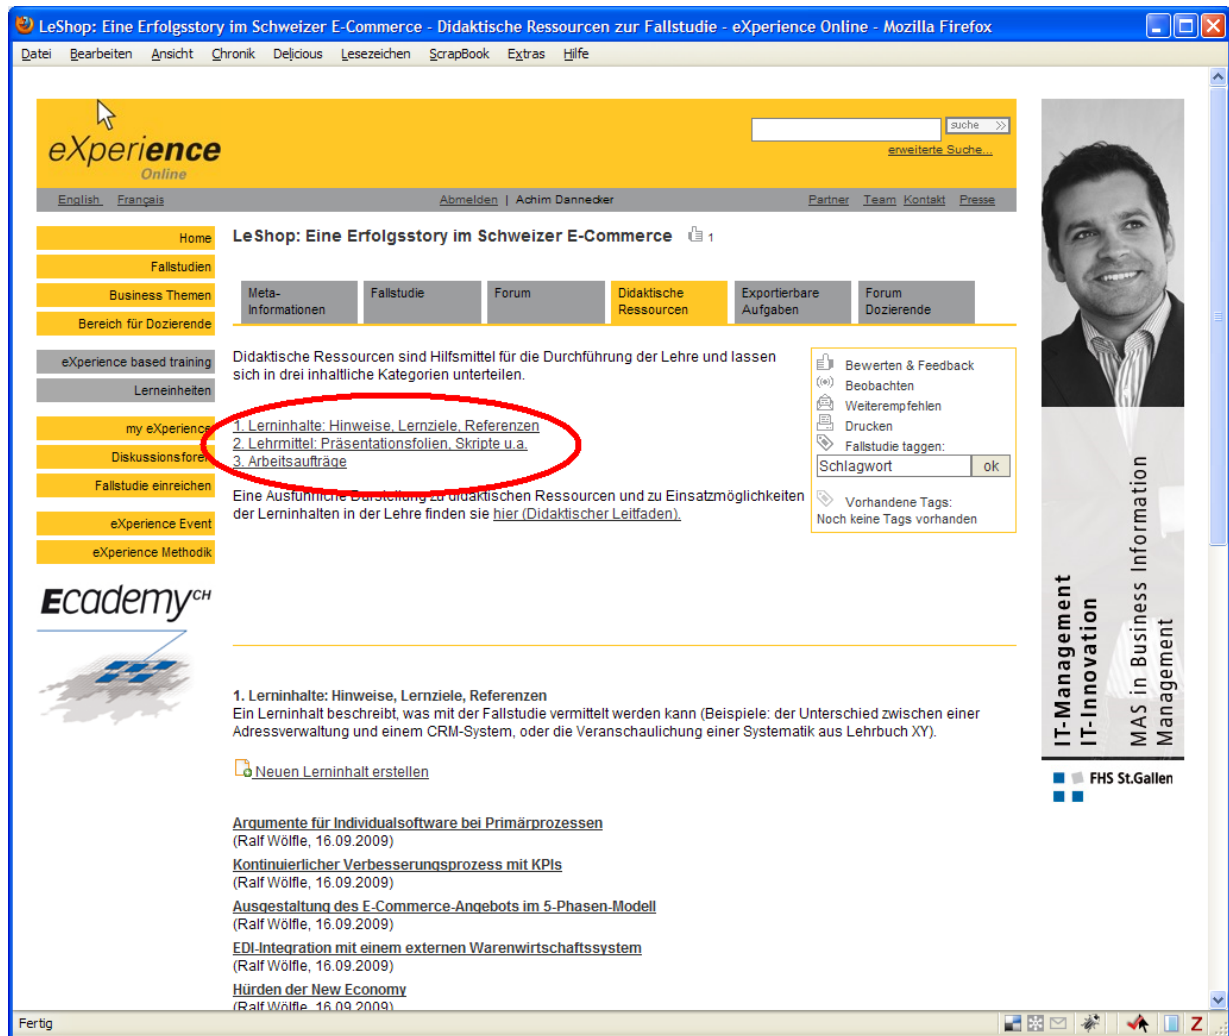 LeShop: Eine Erfolgsstory im Schweizer E-Commerce - Didaktische Ressourcen zur Fallstudie - eXperience Online - Mozilla Firefox
Datei Bearbeiten Ansicht Chronik Delicious Lesezeichen ScrapBook Extras Hilfe
eXperience
Online
suche
erweiterte Suche...
English Français Abmelden | Achim Dannecker Partner Team Kontakt Presse
Home
Fallstudien
Business Themen
Bereich für Dozierende
eXperience based training
Lerneinheiten
my eXperience
Diskussionsforen
Fallstudie einreichen
eXperience Event
eXperience Methodik
Ecademy CH
LeShop: Eine Erfolgsstory im Schweizer E-Commerce 1
Meta-
Informationen
Fallstudie
Forum
Didaktische
Ressourcen
Exportierbare
Aufgaben
Forum
Dozierende
Didaktische Ressourcen sind Hilfsmittel für die Durchführung der Lehre und lassen
sich in drei inhaltliche Kategorien unterteilen.
1. Lerninhalte: Hinweise, Lernziele, Referenzen
2. Lehrmittel: Präsentationsfolien, Skripte u.a.
3. Arbeitsaufträge
Eine Ausführliche Darstellung zu didaktischen Ressourcen und zu Einsatzmöglichkeiten
der Lerninhalten in der Lehre finden sie hier (Didaktischer Leitfaden).
Bewerten & Feedback
Beobachten
Weiterempfehlen
Drucken
Fallstudie taggen:
Schlagwort ok
Vorhandene Tags:
Noch keine Tags vorhanden
1. Lerninhalte: Hinweise, Lernziele, Referenzen
Ein Lerninhalt beschreibt, was mit der Fallstudie vermittelt werden kann (Beispiele: der Unterschied zwischen einer
Adressverwaltung und einem CRM-System, oder die Veranschaulichung einer Systematik aus Lehrbuch XY).
Neuen Lerninhalt erstellen
Argumente für Individualsoftware bei Primärprozessen
(Ralf Wölfle, 16.09.2009)
Kontinuierlicher Verbesserungsprozess mit KPIs
(Ralf Wölfle, 16.09.2009)
Ausgestaltung des E-Commerce-Angebots im 5-Phasen-Modell
(Ralf Wölfle, 16.09.2009)
EDI-Integration mit einem externen Warenwirtschaftssystem
(Ralf Wölfle, 16.09.2009)
Hürden der New Economy
(Ralf Wölfle, 16.09.2009)
IT-Management
IT-Innovation
MAS in Business Information
Management
FHS St.Gallen
Fertig